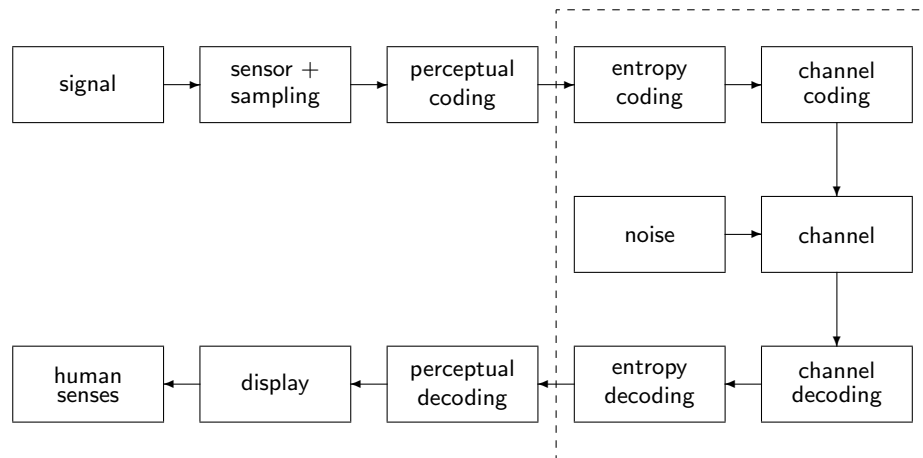 signal
sensor +
sampling
perceptual
coding
entropy
coding
channel
coding
noise
channel
human
senses
display
perceptual
decoding
entropy
decoding
channel
decoding